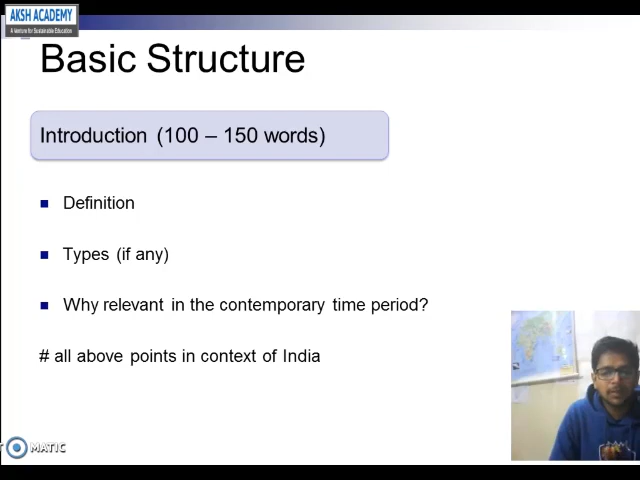 AKSH ACADEMY
A Venture for Sustainable Education
Basic Structure
Introduction (100 – 150 words)
Definition
Types (if any)
Why relevant in the contemporary time period?
# all above points in context of India
MATIC